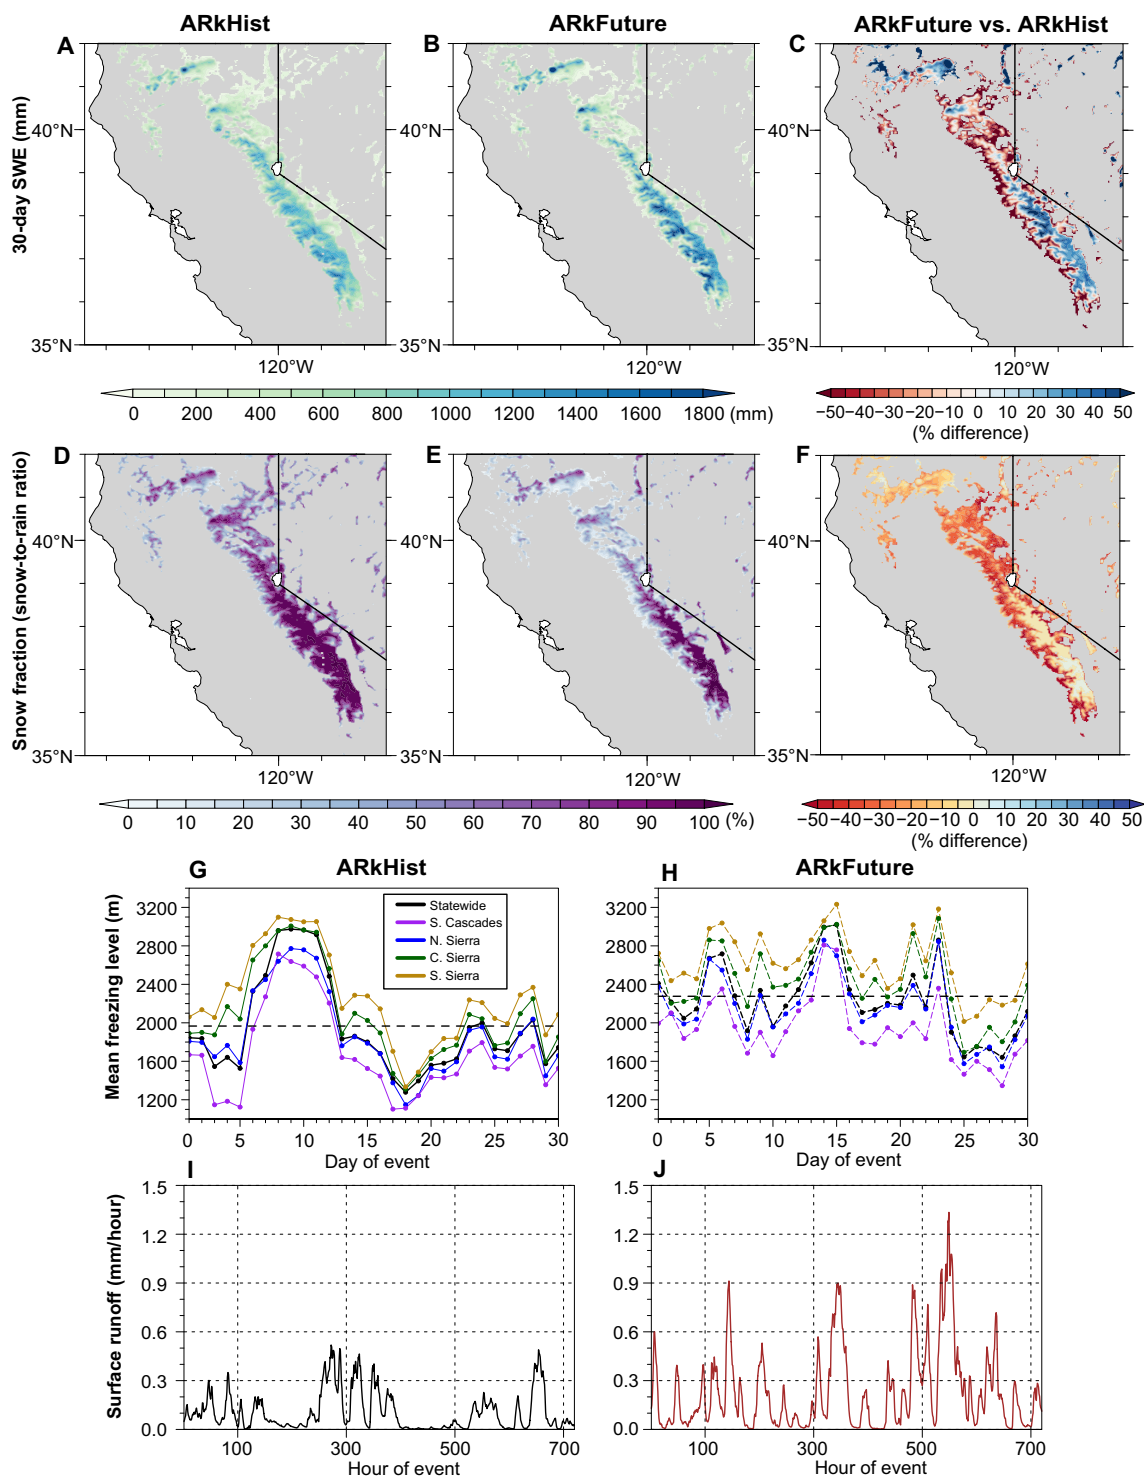 ARkHist
ARkFuture
ARkFuture vs. ARkHist
A
B
C
30-day SWE (mm)
40°N
40°N
40°N
35°N
35°N
35°N
120°W
120°W
120°W
0 200 400 600 800 1000 1200 1400 1600 1800 (mm)
−50 −40 −30 −20 −10 0 10 20 30 40 50
(% difference)
D
E
F
Snow fraction (snow-to-rain ratio)
40°N
40°N
40°N
35°N
35°N
35°N
120°W
120°W
120°W
0 10 20 30 40 50 60 70 80 90 100 (%)
−50 −40 −30 −20 −10 0 10 20 30 40 50
(% difference)
G
ARkHist
H
ARkFuture
Mean freezing level (m)
3200
2800
2400
2000
1600
1200
Statewide
S. Cascades
N. Sierra
C. Sierra
S. Sierra
0 5 10 15 20 25 30
Day of event
3200
2800
2400
2000
1600
1200
0 5 10 15 20 25 30
Day of event
I
J
Surface runoff (mm/hour)
1.5
1.2
0.9
0.6
0.3
0.0
100 300 500 700
Hour of event
1.5
1.2
0.9
0.6
0.3
0.0
100 300 500 700
Hour of event